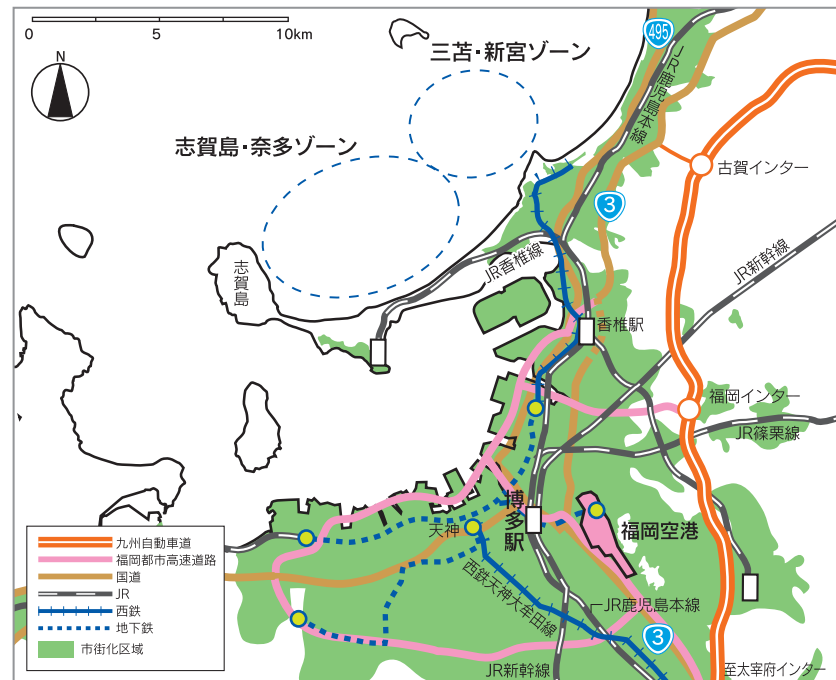 0 5 10km
N
495
三苫・新宮ゾーン
JR鹿児島本線
志賀島・奈多ゾーン
古賀インター
3
JR香椎線
JR新幹線
志賀島
香椎駅
福岡インター
JR篠栗線
博多駅
福岡空港
天神
西鉄天神大牟田線
JR鹿児島本線
3
JR新幹線
至太宰府インター
九州自動車道
福岡都市高速道路
国道
JR
西鉄
地下鉄
市街化区域